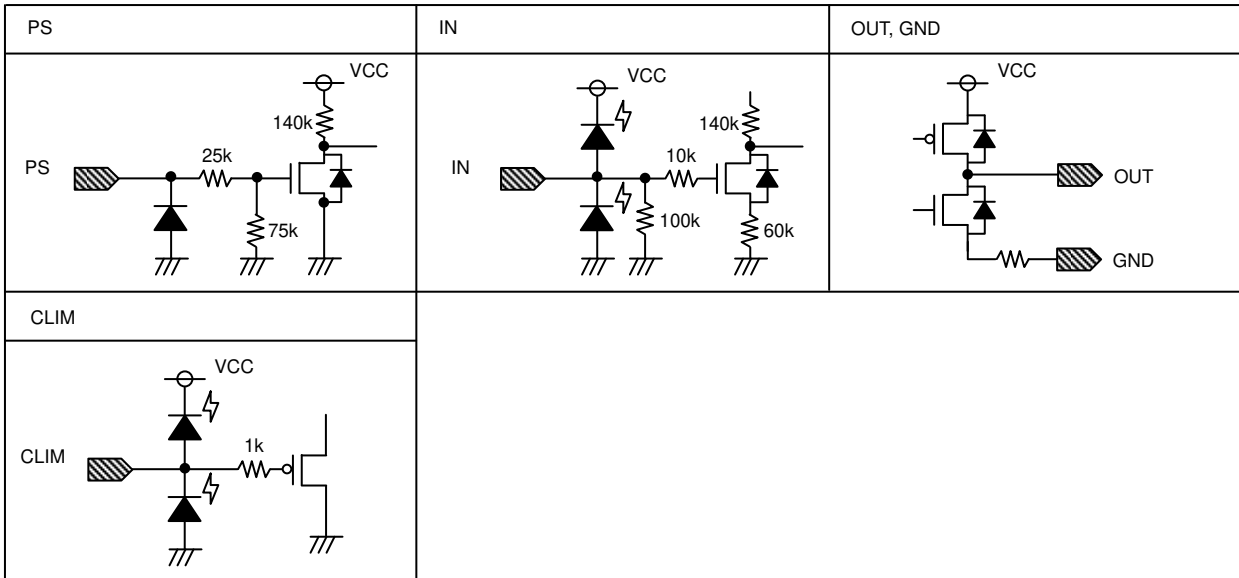 PS
IN
OUT, GND
VCC
140k
PS
25k
75k
VCC
140k
IN
10k
100k
60k
VCC
OUT
GND
CLIM
VCC
CLIM
1k